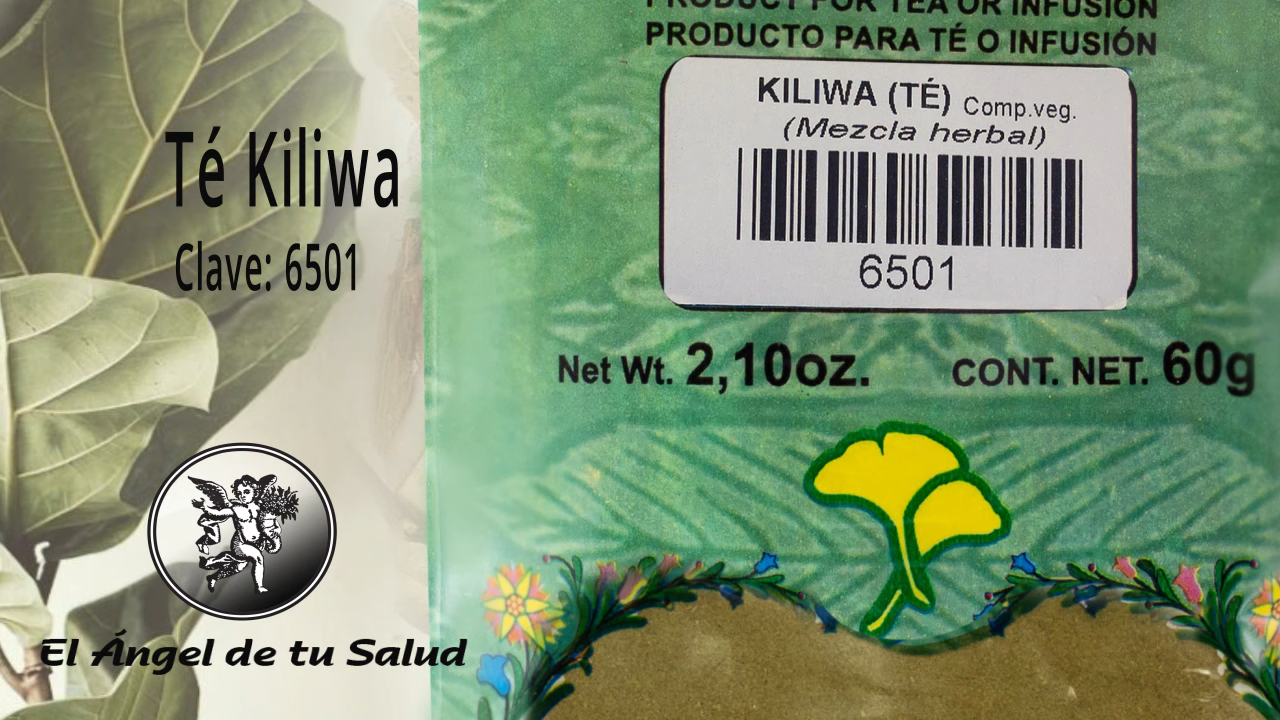 Té Kiliwa
Clave: 6501
El Ángel de tu Salud
PRODUCT FOR TEA OR INFUSION
PRODUCTO PARA TÉ O INFUSIÓN
KILIWA (TÉ) Comp.veg.
(Mezcla herbal)
6501
Net Wt. 2,10oz. CONT. NET. 60g